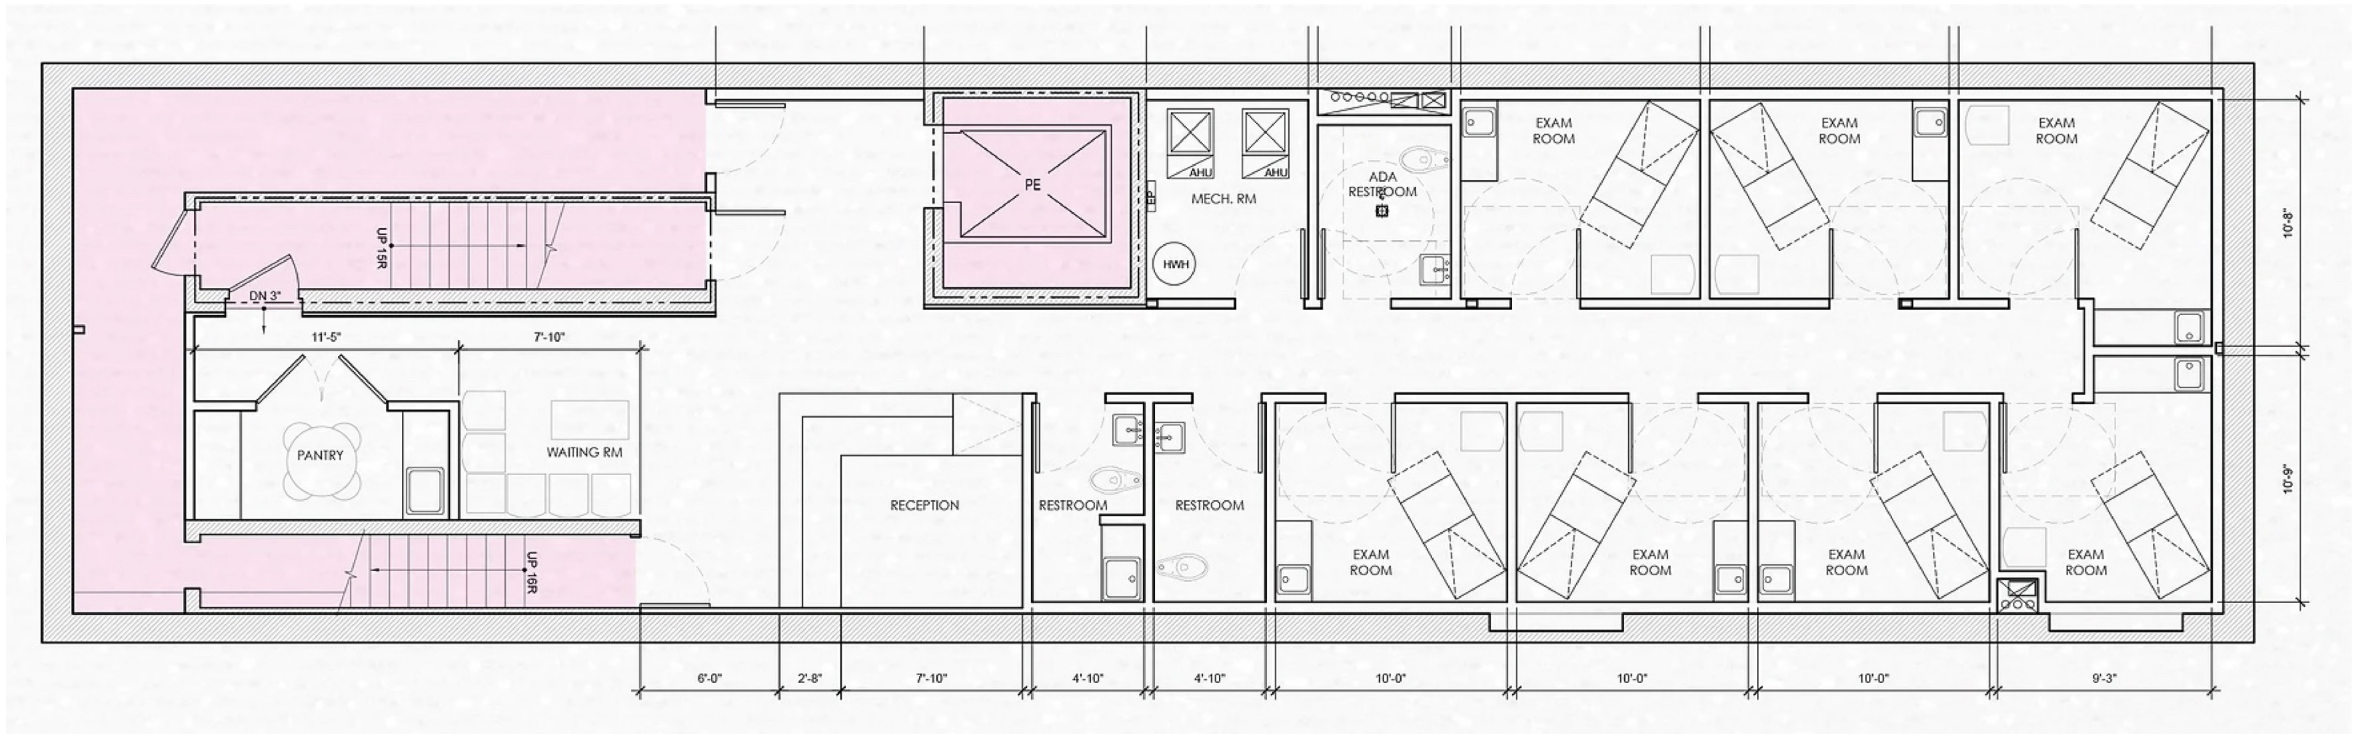 EXAM
ROOM
EXAM
ROOM
EXAM
ROOM
AHU
AHU
ADA
RESTROOM
PE
EP
MECH. RM
UP 15R
10'-8"
HWH
DN 3"
11'-5"
7'-10"
WAITING RM
PANTRY
RECEPTION
RESTROOM
RESTROOM
10'-9"
EXAM
ROOM
EXAM
ROOM
EXAM
ROOM
EXAM
ROOM
UP 16R
6'-0"
2'-8"
7'-10"
4'-10"
4'-10"
10'-0"
10'-0"
10'-0"
9'-3"